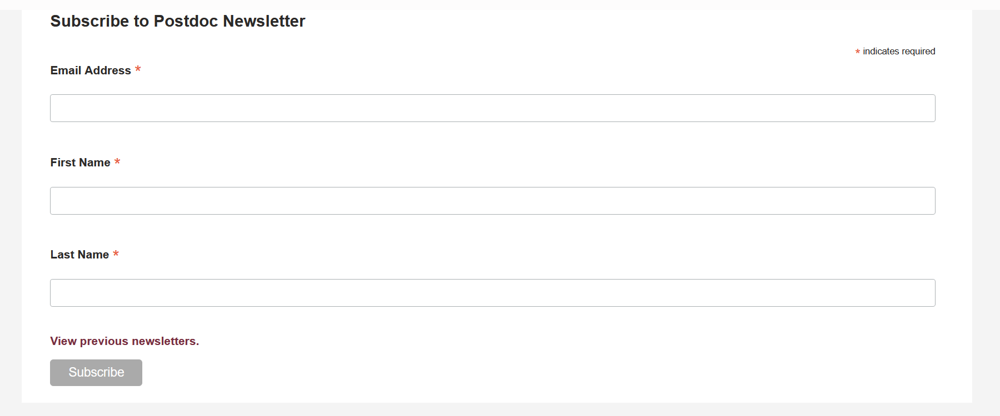 Subscribe to Postdoc Newsletter
* indicates required
Email Address *
First Name *
Last Name *
View previous newsletters.
Subscribe